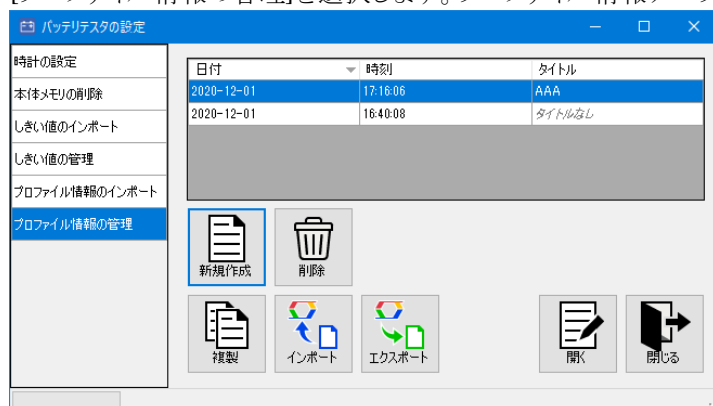 バッテリテスタの設定
時計の設定
本体メモリの削除
しきい値のインポート
しきい値の管理
プロファイル情報のインポート
プロファイル情報の管理
日付 時刻 タイトル
2020-12-01 17:16:06 AAA
2020-12-01 16:40:08 タイトルなし
新規作成 削除
複製 インポート エクスポート 開く 閉じる